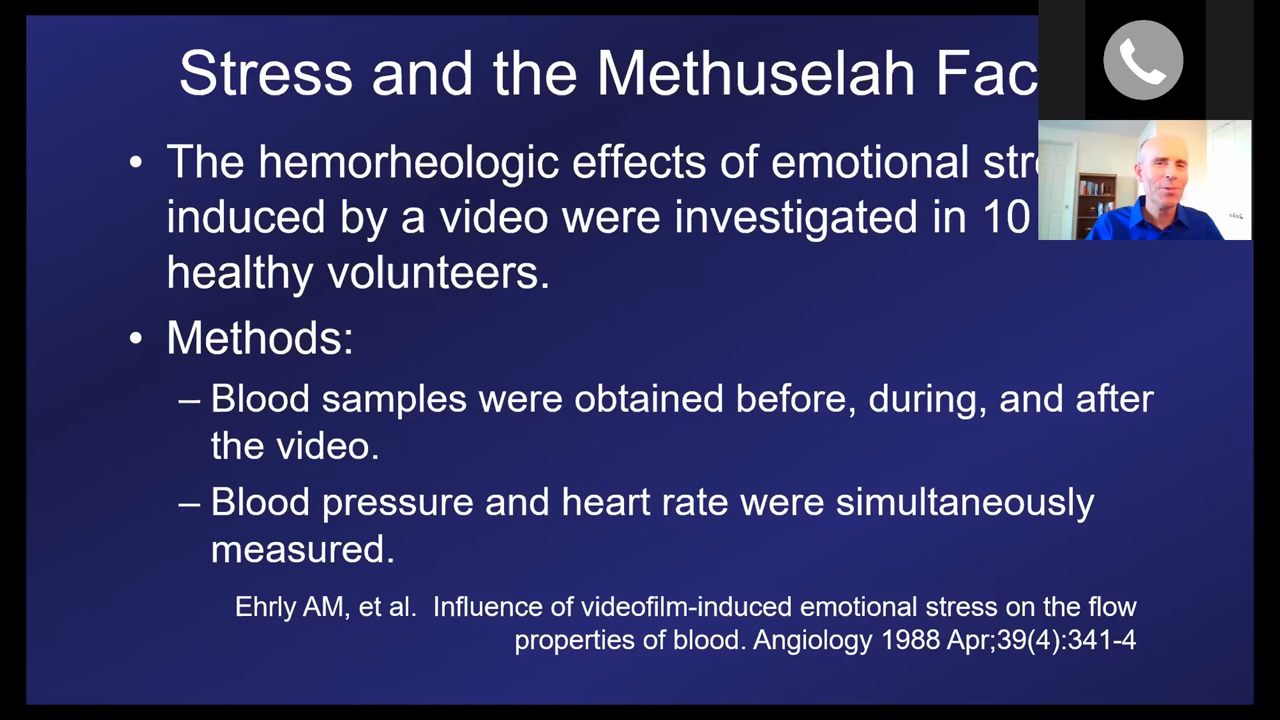 Stress and the Methuselah Fac
• The hemorheologic effects of emotional stre
induced by a video were investigated in 10
healthy volunteers.
• Methods:
– Blood samples were obtained before, during, and after
the video.
– Blood pressure and heart rate were simultaneously
measured.
Ehrly AM, et al. Influence of videofilm-induced emotional stress on the flow
properties of blood. Angiology 1988 Apr;39(4):341-4